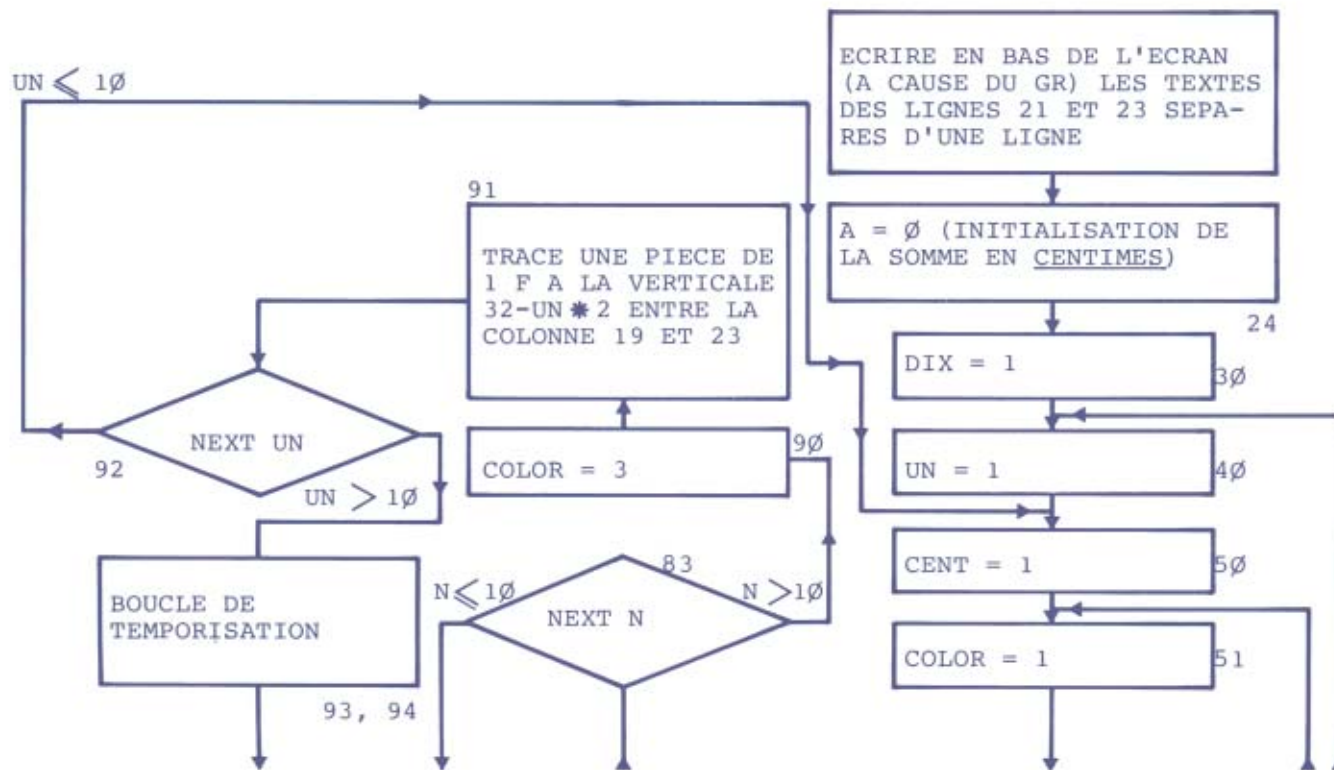 UN ≤ 1Ø
ECRIRE EN BAS DE L'ECRAN
(A CAUSE DU GR) LES TEXTES
DES LIGNES 21 ET 23 SEPA-
RES D'UNE LIGNE
91
TRACE UNE PIECE DE
1 F A LA VERTICALE
32-UN * 2 ENTRE LA
COLONNE 19 ET 23
A = Ø (INITIALISATION DE
LA SOMME EN CENTIMES)
24
DIX = 1
3Ø
NEXT UN
92
UN > 1Ø
COLOR = 3
9Ø
UN = 1
4Ø
BOUCLE DE
TEMPORISATION
93, 94
83
N ≤ 1Ø
N > 1Ø
NEXT N
CENT = 1
5Ø
COLOR = 1
51